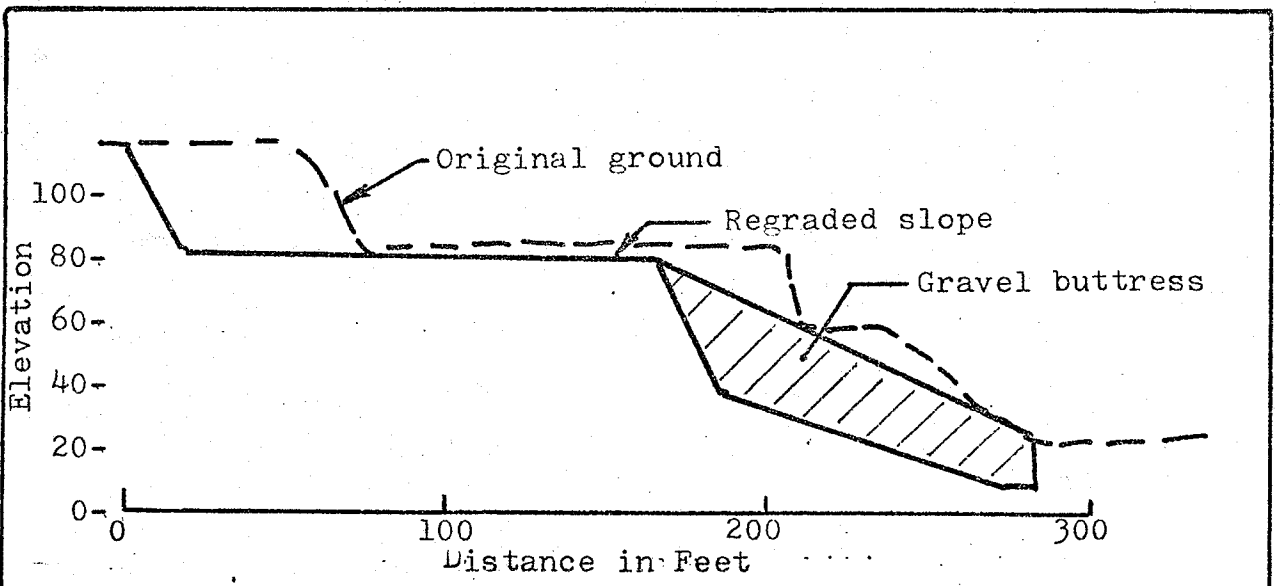 Original ground
100-
Regraded slope
80-
Gravel buttress
60-
Elevation
40-
20-
0-
0 100 200 300
Distance in Feet